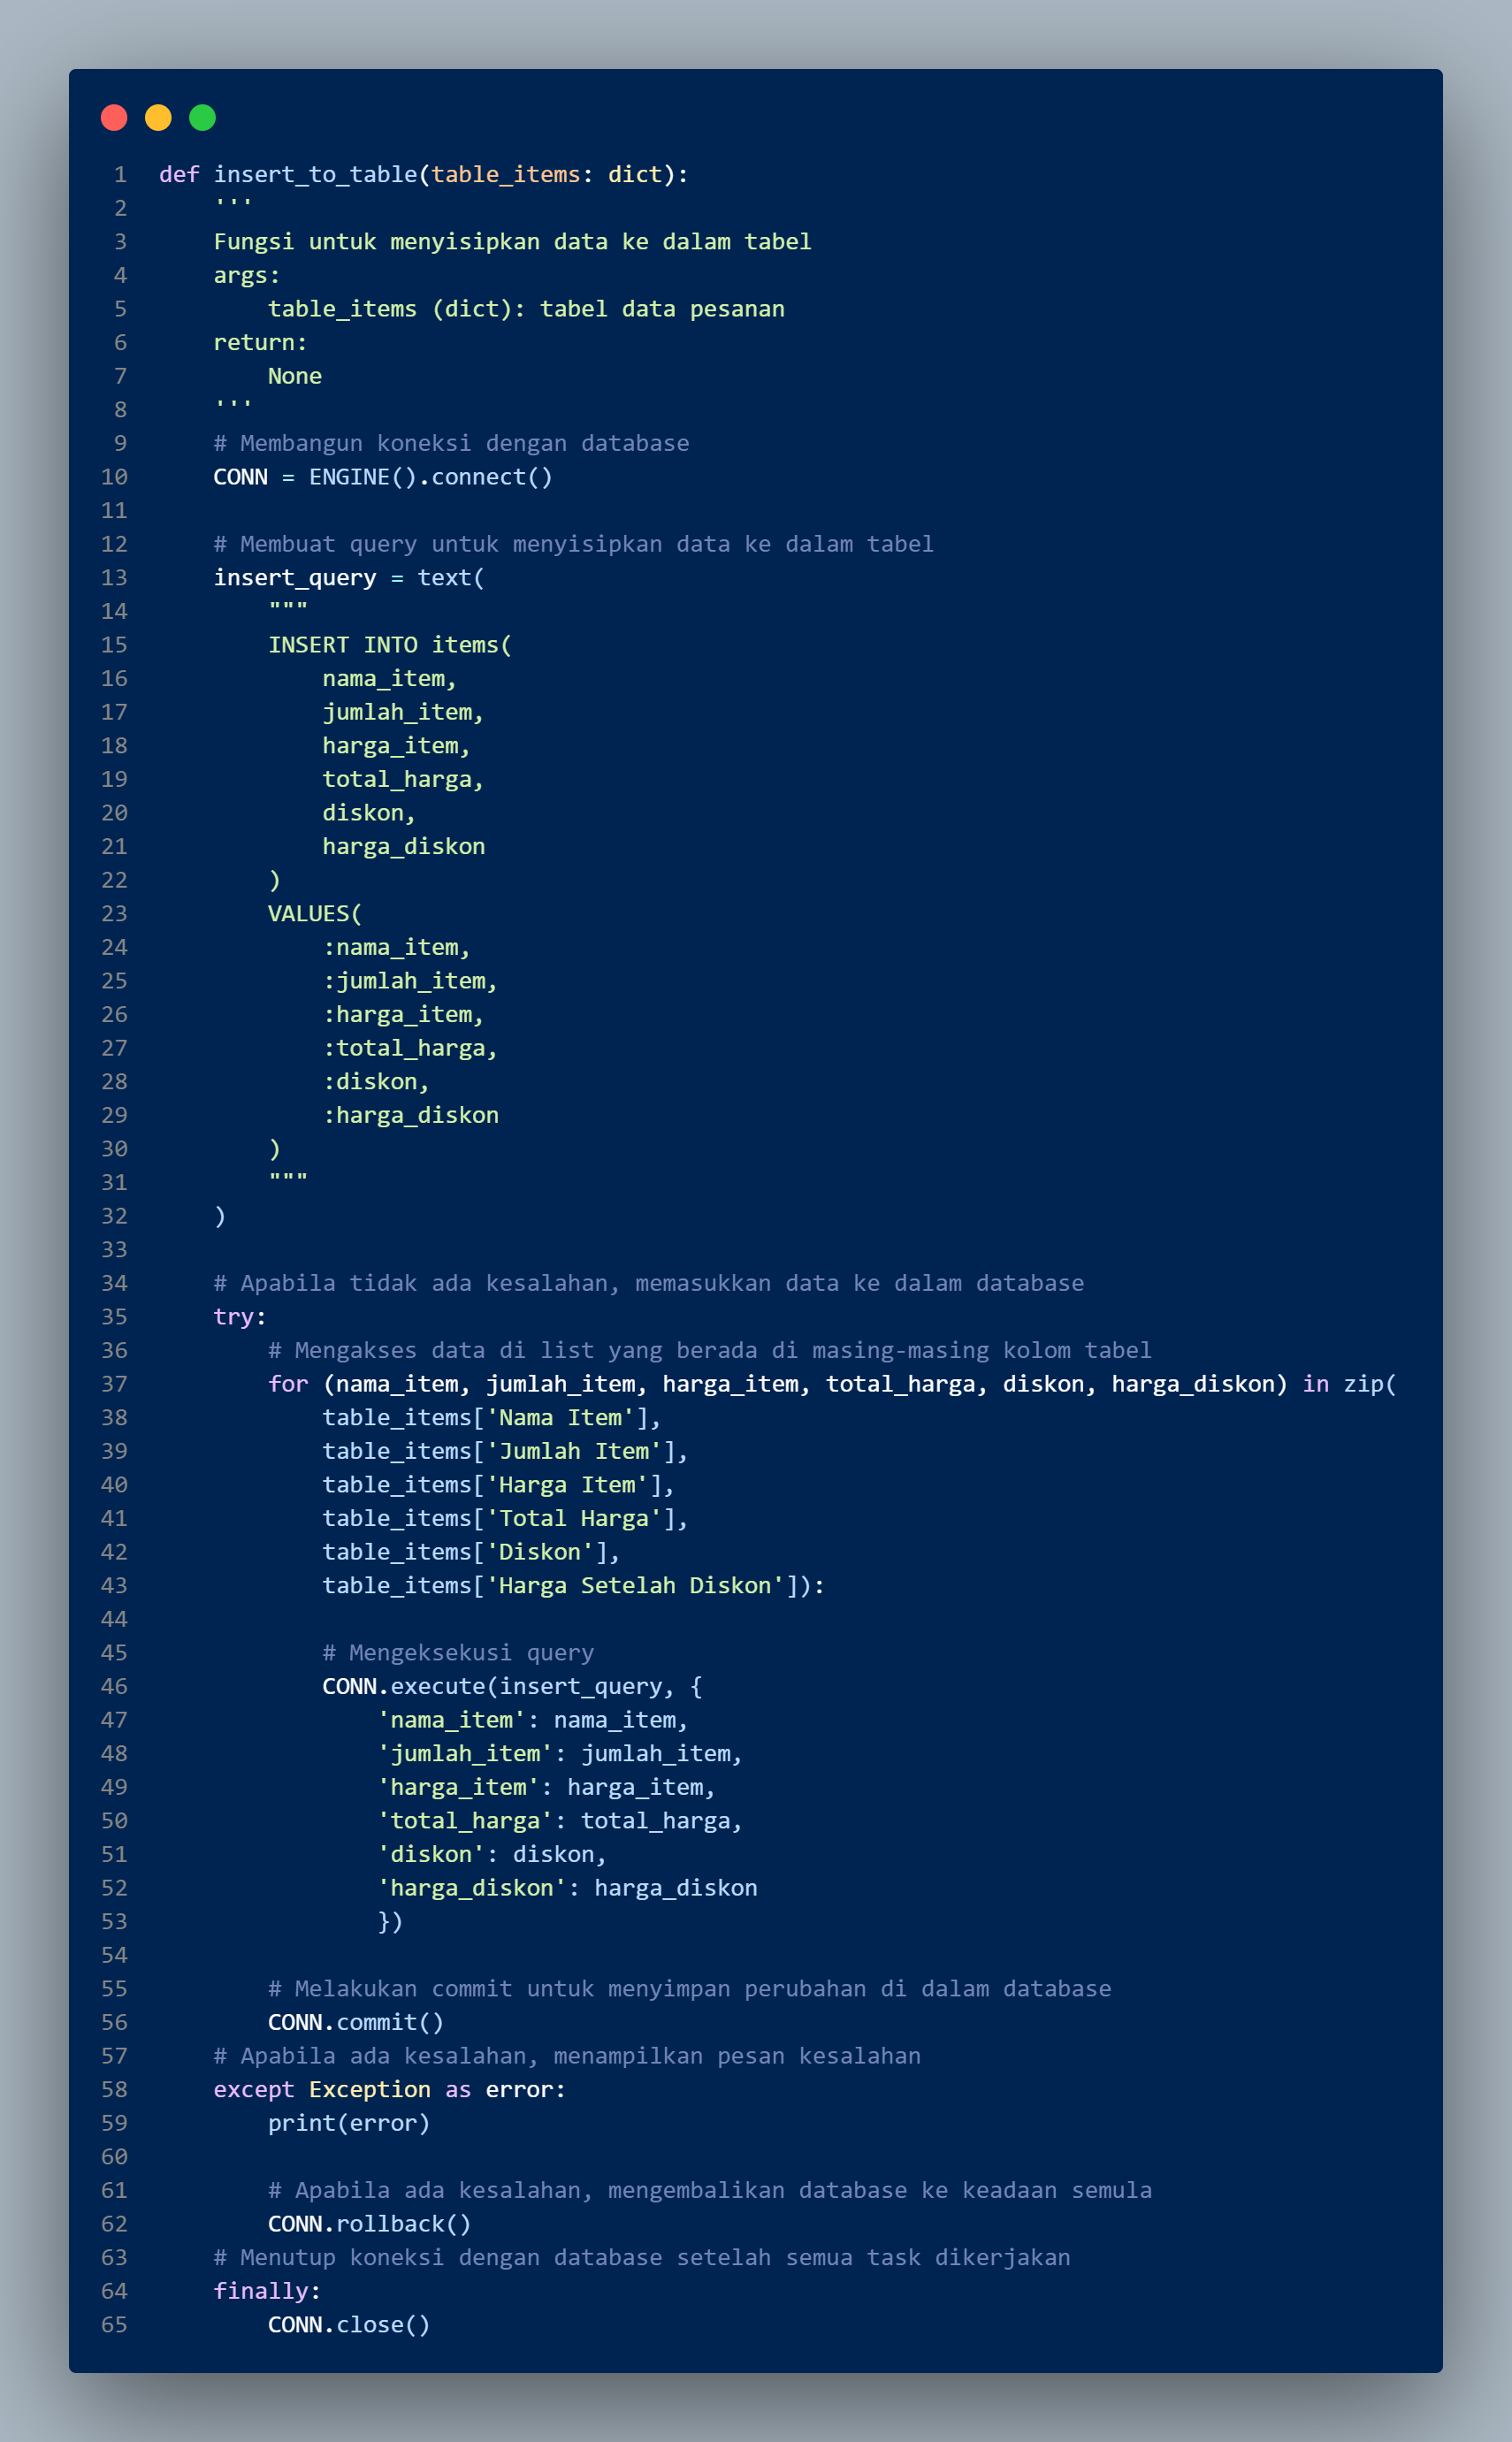 1 def insert_to_table(table_items: dict):
2     '''
3     Fungsi untuk menyisipkan data ke dalam tabel
4     args:
5         table_items (dict): tabel data pesanan
6     return:
7         None
8     '''
9     # Membangun koneksi dengan database
10     CONN = ENGINE().connect()
11
12     # Membuat query untuk menyisipkan data ke dalam tabel
13     insert_query = text(
14         """
15         INSERT INTO items(
16             nama_item,
17             jumlah_item,
18             harga_item,
19             total_harga,
20             diskon,
21             harga_diskon
22         )
23         VALUES(
24             :nama_item,
25             :jumlah_item,
26             :harga_item,
27             :total_harga,
28             :diskon,
29             :harga_diskon
30         )
31         """
32     )
33
34     # Apabila tidak ada kesalahan, memasukkan data ke dalam database
35     try:
36         # Mengakses data di list yang berada di masing-masing kolom tabel
37         for (nama_item, jumlah_item, harga_item, total_harga, diskon, harga_diskon) in zip(
38             table_items['Nama Item'],
39             table_items['Jumlah Item'],
40             table_items['Harga Item'],
41             table_items['Total Harga'],
42             table_items['Diskon'],
43             table_items['Harga Setelah Diskon']):
44
45             # Mengeksekusi query
46             CONN.execute(insert_query, {
47                 'nama_item': nama_item,
48                 'jumlah_item': jumlah_item,
49                 'harga_item': harga_item,
50                 'total_harga': total_harga,
51                 'diskon': diskon,
52                 'harga_diskon': harga_diskon
53                 })
54
55         # Melakukan commit untuk menyimpan perubahan di dalam database
56         CONN.commit()
57     # Apabila ada kesalahan, menampilkan pesan kesalahan
58     except Exception as error:
59         print(error)
60
61         # Apabila ada kesalahan, mengembalikan database ke keadaan semula
62         CONN.rollback()
63     # Menutup koneksi dengan database setelah semua task dikerjakan
64     finally:
65         CONN.close()